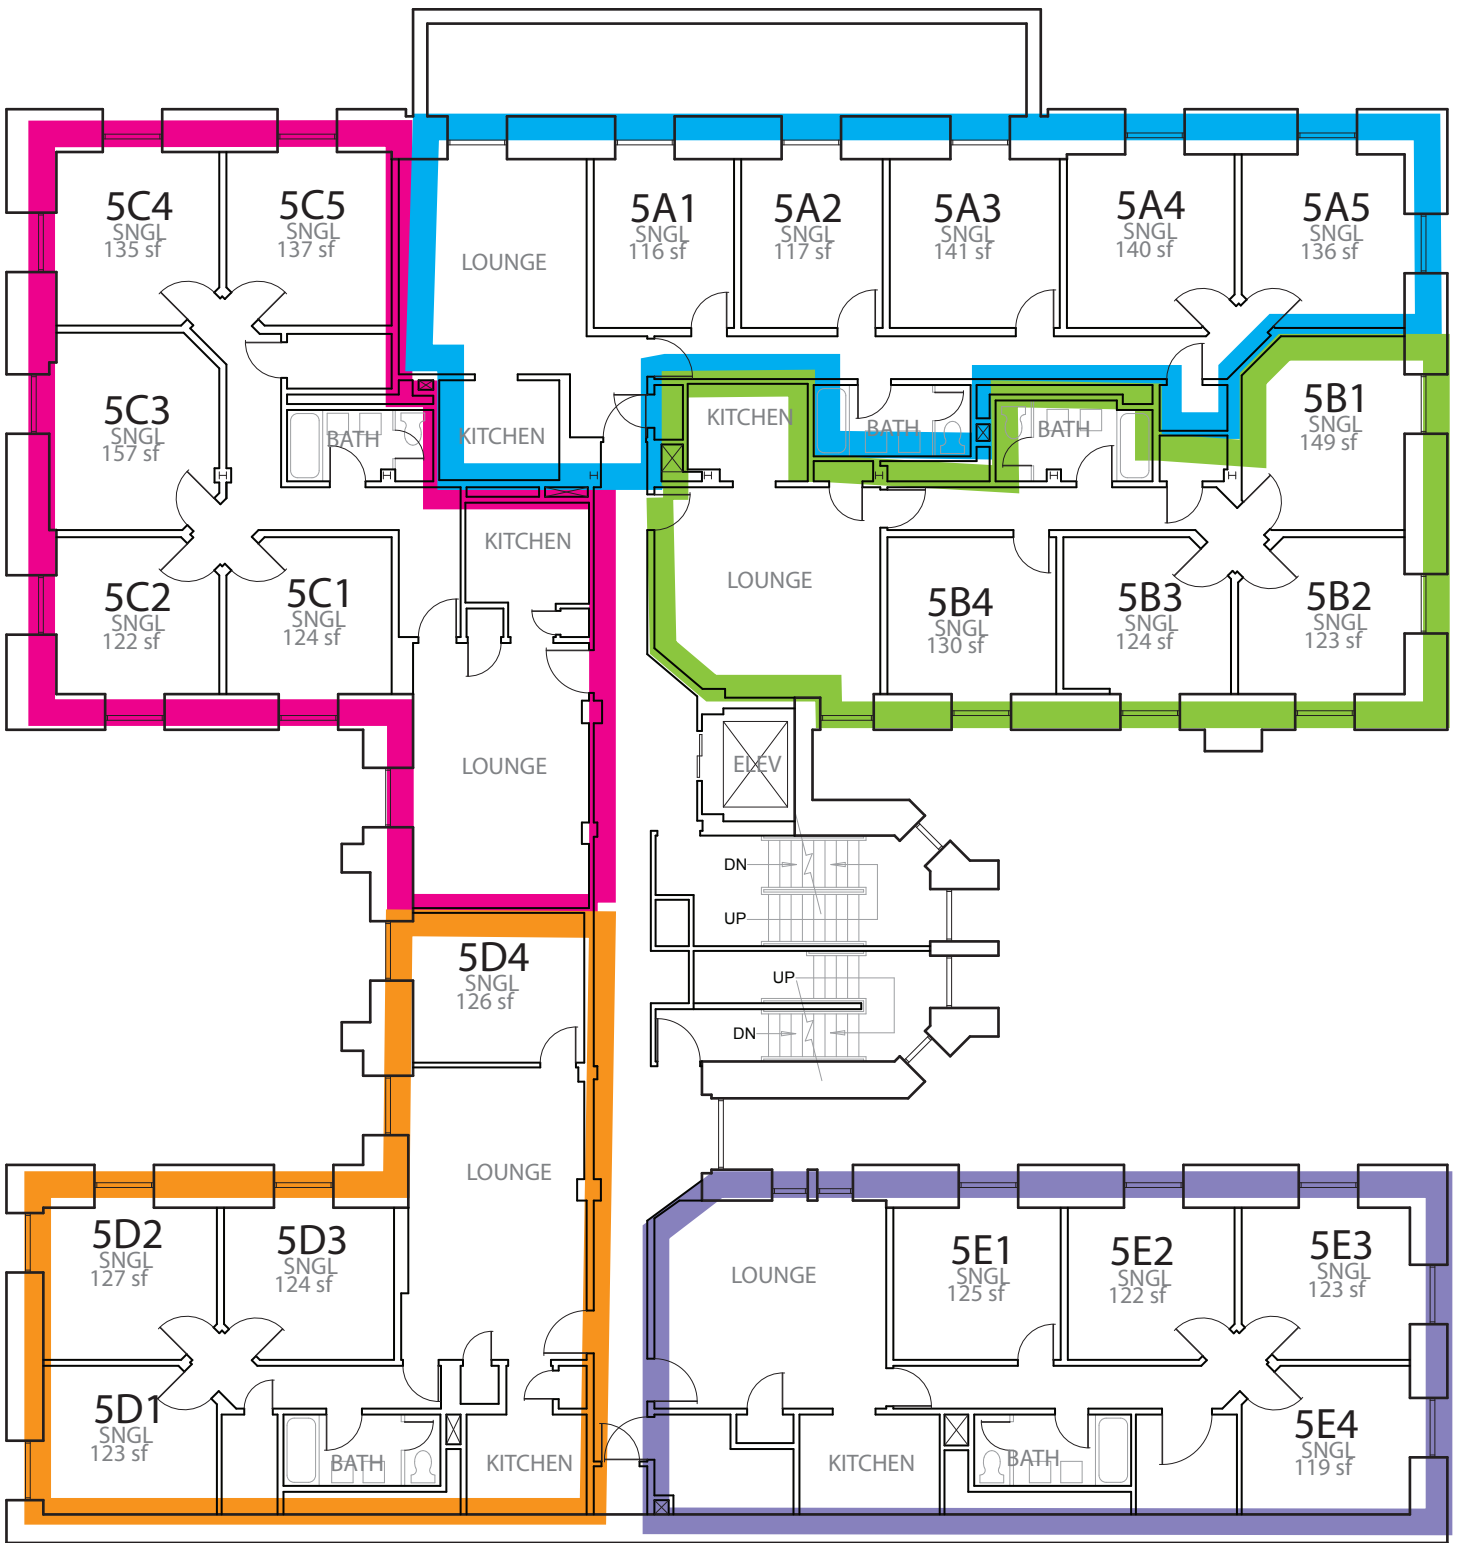 5C4
SNGL
135 sf
5C5
SNGL
137 sf
LOUNGE
5A1
SNGL
116 sf
5A2
SNGL
117 sf
5A3
SNGL
141 sf
5A4
SNGL
140 sf
5A5
SNGL
136 sf
5C3
SNGL
157 sf
BATH
KITCHEN
KITCHEN
BATH
BATH
5B1
SNGL
149 sf
KITCHEN
LOUNGE
5C2
SNGL
122 sf
5C1
SNGL
124 sf
5B4
SNGL
130 sf
5B3
SNGL
124 sf
5B2
SNGL
123 sf
LOUNGE
ELEV
DN
UP
5D4
SNGL
126 sf
UP
DN
LOUNGE
5D2
SNGL
127 sf
5D3
SNGL
124 sf
LOUNGE
5E1
SNGL
125 sf
5E2
SNGL
122 sf
5E3
SNGL
123 sf
5D1
SNGL
123 sf
BATH
KITCHEN
KITCHEN
BATH
5E4
SNGL
119 sf